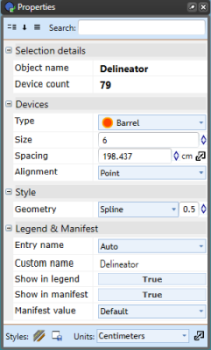 Properties
Search:
Selection details
Object name Delineator
Device count 79
Devices
Type Barrel
Size 6
Spacing 198.437 cm
Alignment Point
Style
Geometry Spline 0.5
Legend & Manifest
Entry name Auto
Custom name Delineator
Show in legend True
Show in manifest True
Manifest value Default
Styles: Units: Centimeters